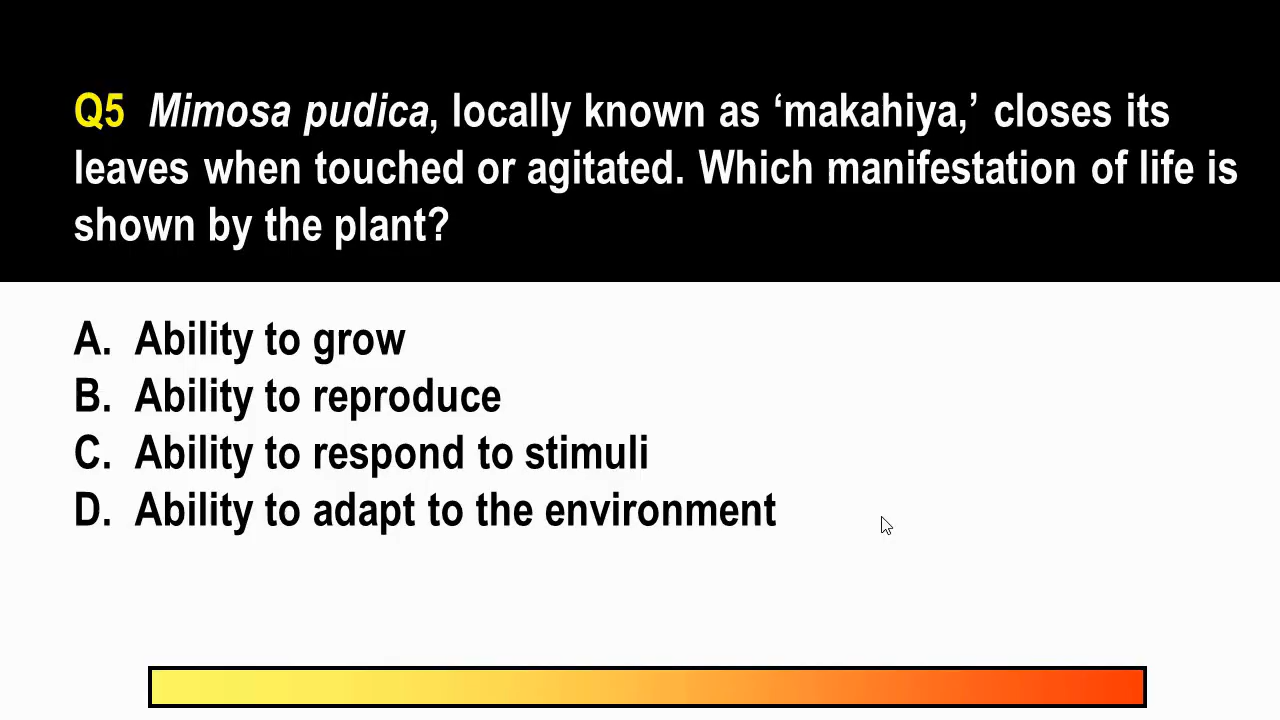 Q5 Mimosa pudica, locally known as ‘makahiya,’ closes its
leaves when touched or agitated. Which manifestation of life is
shown by the plant?
A. Ability to grow
B. Ability to reproduce
C. Ability to respond to stimuli
D. Ability to adapt to the environment